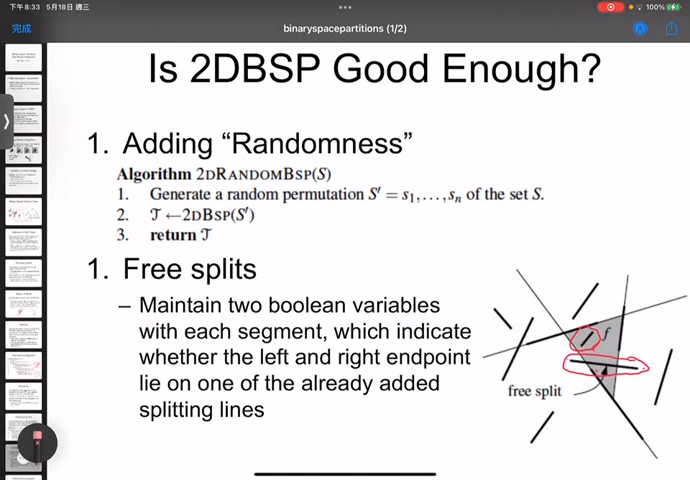 下午8:33 5月18日 週三
100%
完成
binaryspacepartitions (1/2)
Is 2DBSP Good Enough?
1. Adding “Randomness”
Algorithm 2DRANDOMBSP(S)
1. Generate a random permutation S′ = s1,...,sn of the set S.
2. T ←2DBSP(S′)
3. return T
1. Free splits
– Maintain two boolean variables
with each segment, which indicate
whether the left and right endpoint
lie on one of the already added
splitting lines
f
free split